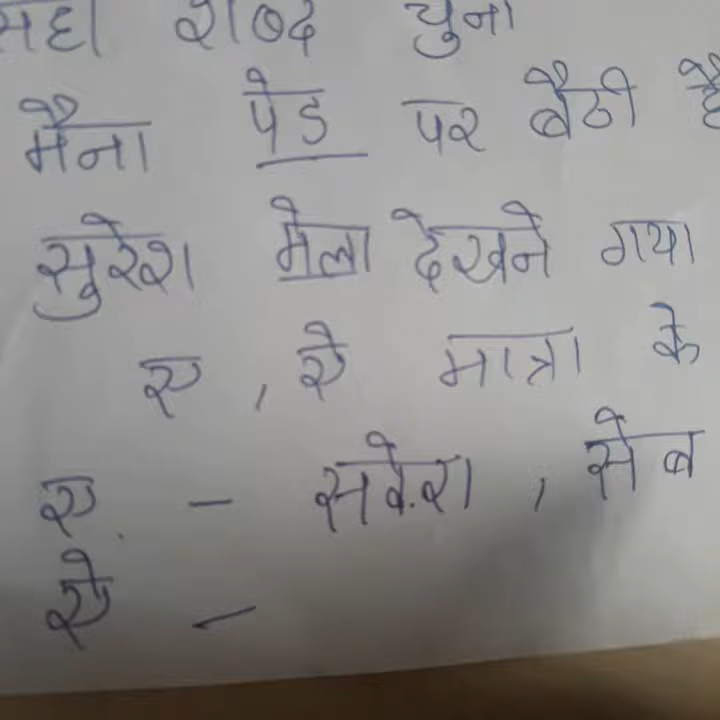 सही शब्द चुनो
मैना पेड पर बैठी है
सुरेश मेला देखने गया
ए , ऐ मात्रा के
ए - सवेरा , सेब
ऐ -